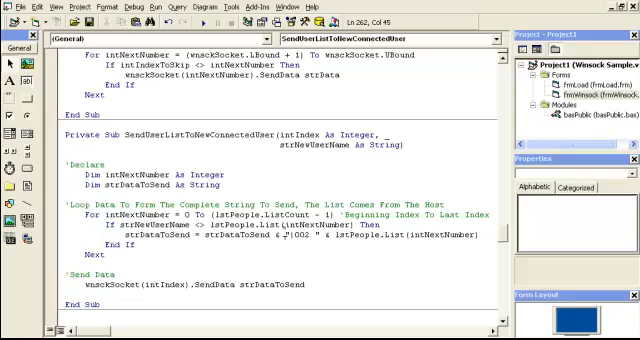 File Edit View Project Format Debug Run Query Diagram Tools Add-Ins Window Help
Ln 262, Col 45
General
(General)
SendUserListToNewConnectedUser
For intNextNumber = (wnsckSocket.LBound + 1) To wnsckSocket.UBound
If intIndexToSkip <> intNextNumber Then
wnsckSocket(intNextNumber).SendData strData
End If
Next
End Sub
Private Sub SendUserListToNewConnectedUser(intIndex As Integer, _
strNewUserName As String)
'Declare
Dim intNextNumber As Integer
Dim strDataToSend As String
'Loop Data To Form The Complete String To Send, The List Comes From The Host
For intNextNumber = 0 To (lstPeople.ListCount - 1) 'Beginning Index To Last Index
If strNewUserName <> lstPeople.List(intNextNumber) Then
strDataToSend = strDataToSend & "|002 " & lstPeople.List(intNextNumber)
End If
Next
'Send Data
wnsckSocket(intIndex).SendData strDataToSend
End Sub
Project - Project1
Project1 (Winsock Sample.v
Forms
frmLoad (frmLoad.frm)
frmWinsock (frmWinsock.
Modules
basPublic (basPublic.bas)
Properties
Alphabetic Categorized
Form Layout